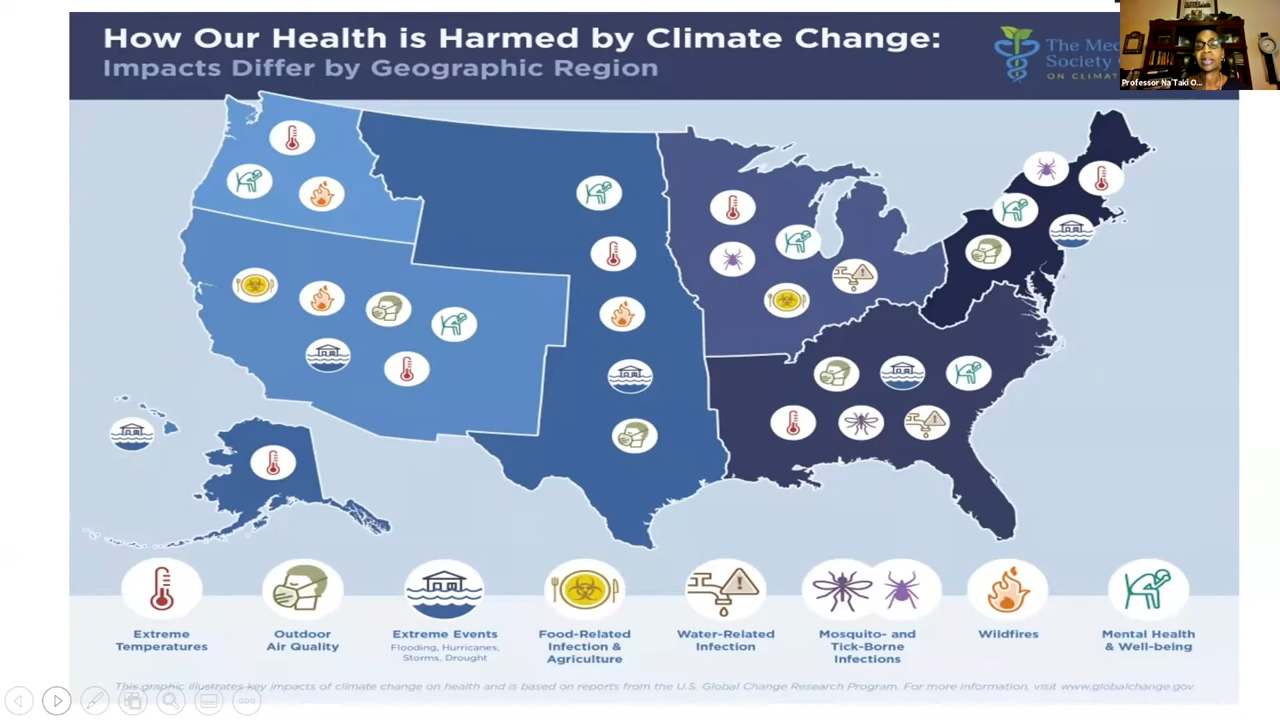 How Our Health is Harmed by Climate Change:
Impacts Differ by Geographic Region
The Med
Society
ON CLIMAT
Professor Na'Taki O...
Extreme
Temperatures
Outdoor
Air Quality
Extreme Events
Flooding, Hurricanes,
Storms, Drought
Food-Related
Infection &
Agriculture
Water-Related
Infection
Mosquito- and
Tick-Borne
Infections
Wildfires
Mental Health
& Well-being
This graphic illustrates key impacts of climate change on health and is based on reports from the U.S. Global Change Research Program. For more information, visit www.globalchange.gov.